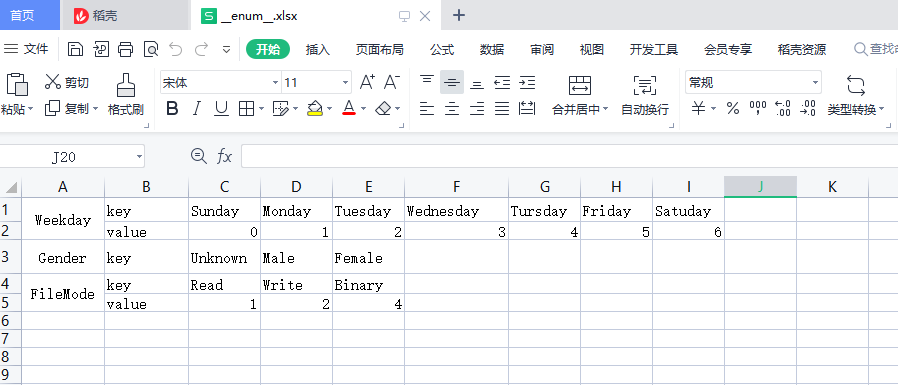 首页 稻壳 S __enum__.xlsx
文件 开始 插入 页面布局 公式 数据 审阅 视图 开发工具 会员专享 稻壳资源 查找命
粘贴 剪切 复制 格式刷 宋体 11 A+ A- B I U A 合并居中 自动换行 常规 ¥ % 000 ←.0 .00 .00 →.0 类型转换
J20 fx
A B C D E F G H I J K
1 Weekday key Sunday Monday Tuesday Wednesday Tursday Friday Satuday
2 value 0 1 2 3 4 5 6
3 Gender key Unknown Male Female
4 FileMode key Read Write Binary
5 value 1 2 4
6
7
8
9